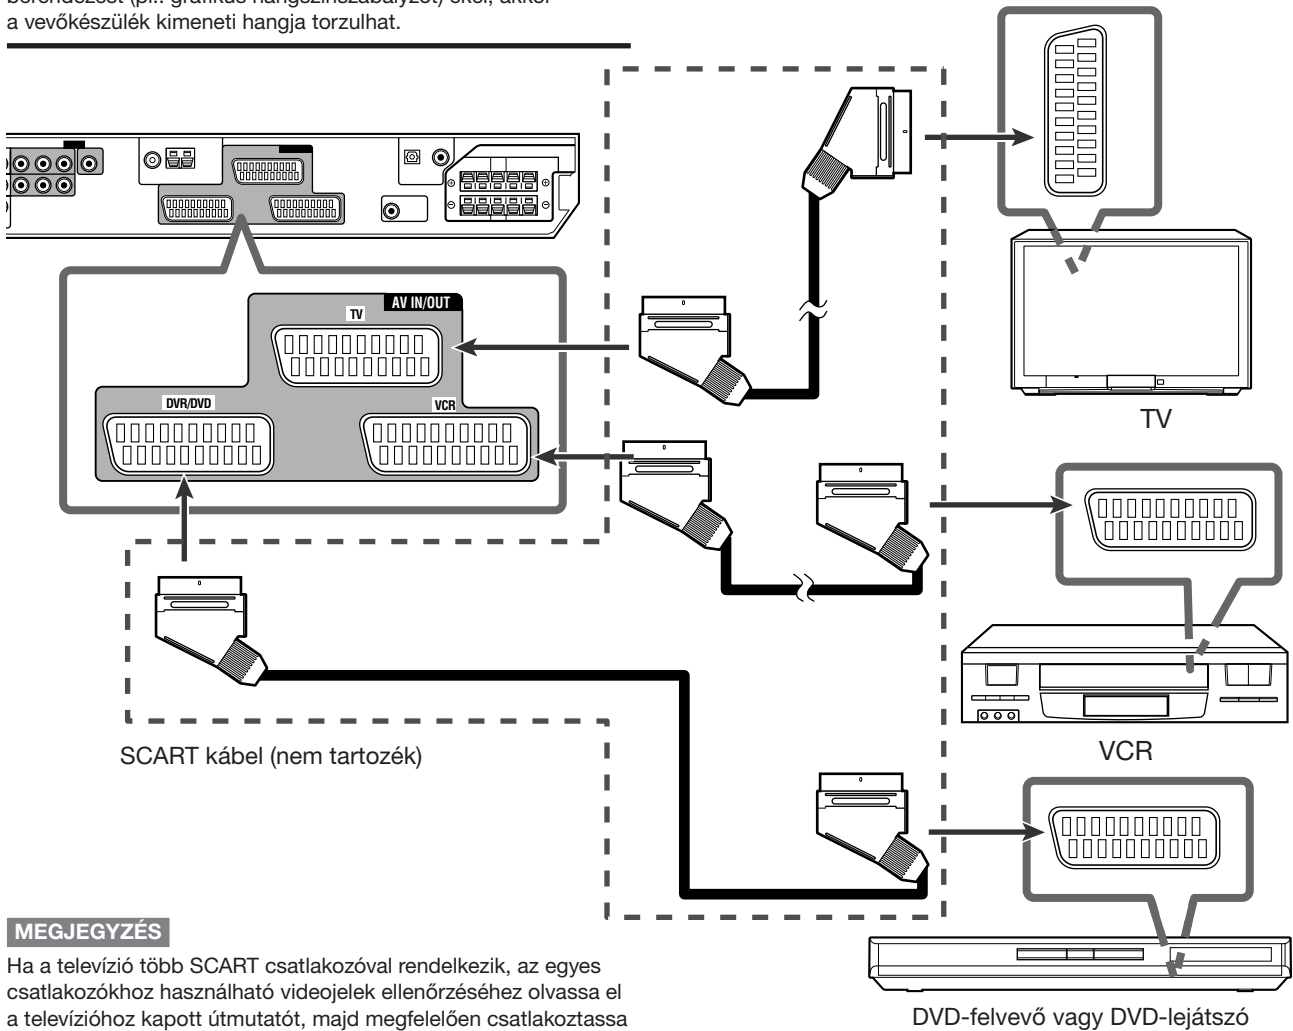 a vevőkészülék kimeneti hangja torzulhat.
AV IN/OUT
TV
DVR/DVD
VCR
TV
SCART kábel (nem tartozék)
VCR
MEGJEGYZÉS
Ha a televízió több SCART csatlakozóval rendelkezik, az egyes
csatlakozókhoz használható videojelek ellenőrzéséhez olvassa el
a televízióhoz kapott útmutatót, majd megfelelően csatlakoztassa
DVD-felvevő vagy DVD-lejátszó